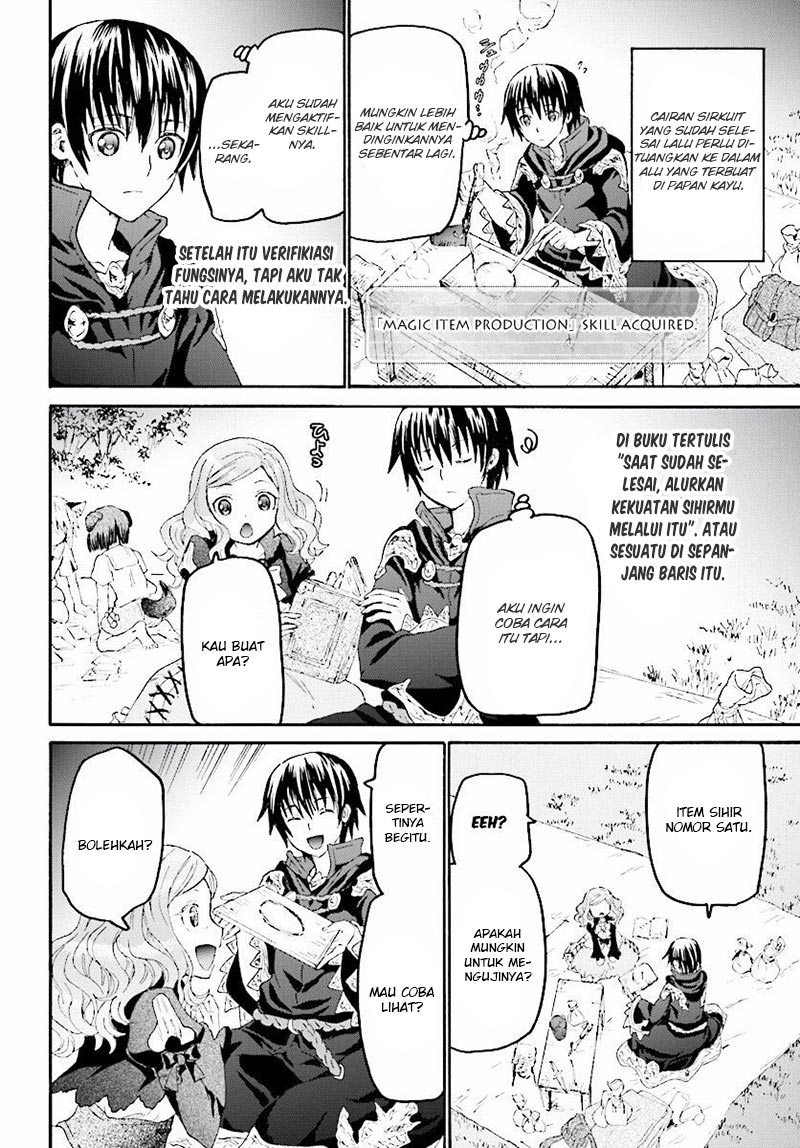 CAIRAN SIRKUIT
YANG SUDAH SELE-
SAI LALU PERLU DI-
TUANGKAN KE DALAM
ALU YANG TERBUAT
DI PAPAN KAYU.
MUNGKIN LEBIH
BAIK UNTUK MEN-
DINGINKANNYA
SEBENTAR LAGI.
「MAGIC ITEM PRODUCTION」 SKILL ACQUIRED.
AKU SUDAH
MENGAKTIF-
KAN SKILL-
NYA.
...SEKA-
RANG.
SETELAH ITU VERIFIKIASI
FUNGSINYA, TAPI AKU TAK
TAHU CARA MELAKUKANNYA.
DI BUKU TERTULIS
"SAAT SUDAH SE-
LESAI, ALURKAN
KEKUATAN SIHIRMU
MELALUI ITU". ATAU
SESUATU DI SEPAN-
JANG BARIS ITU.
AKU INGIN
COBA CARA
ITU TAPI...
ひょこ
KAU BUAT
APA?
ITEM SIHIR
NOMOR SATU.
EEH?
APAKAH
MUNGKIN
UNTUK ME-
NGUJINYA?
SEPER-
TINYA
BEGITU.
MAU COBA
LIHAT?
BOLEHKAH?